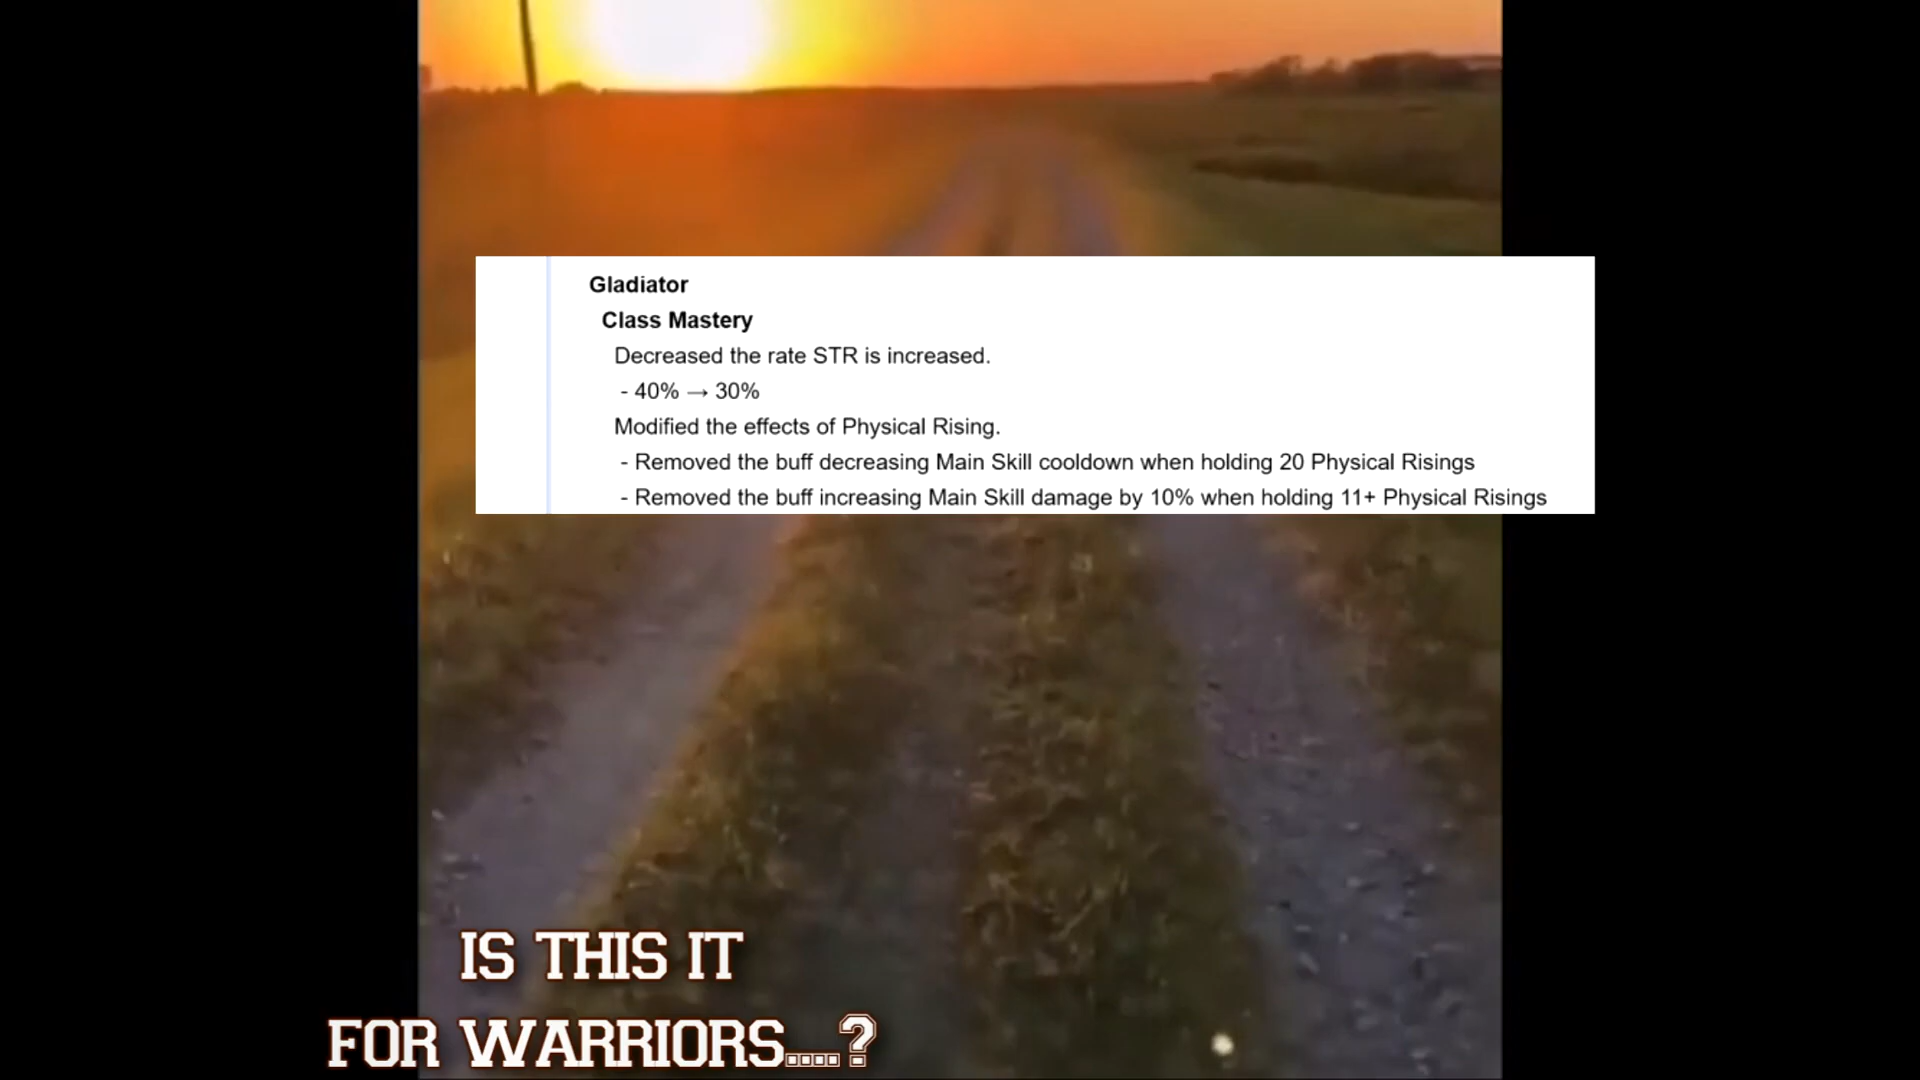 Gladiator
Class Mastery
Decreased the rate STR is increased.
- 40% → 30%
Modified the effects of Physical Rising.
- Removed the buff decreasing Main Skill cooldown when holding 20 Physical Risings
- Removed the buff increasing Main Skill damage by 10% when holding 11+ Physical Risings
IS THIS IT
FOR WARRIORS....?